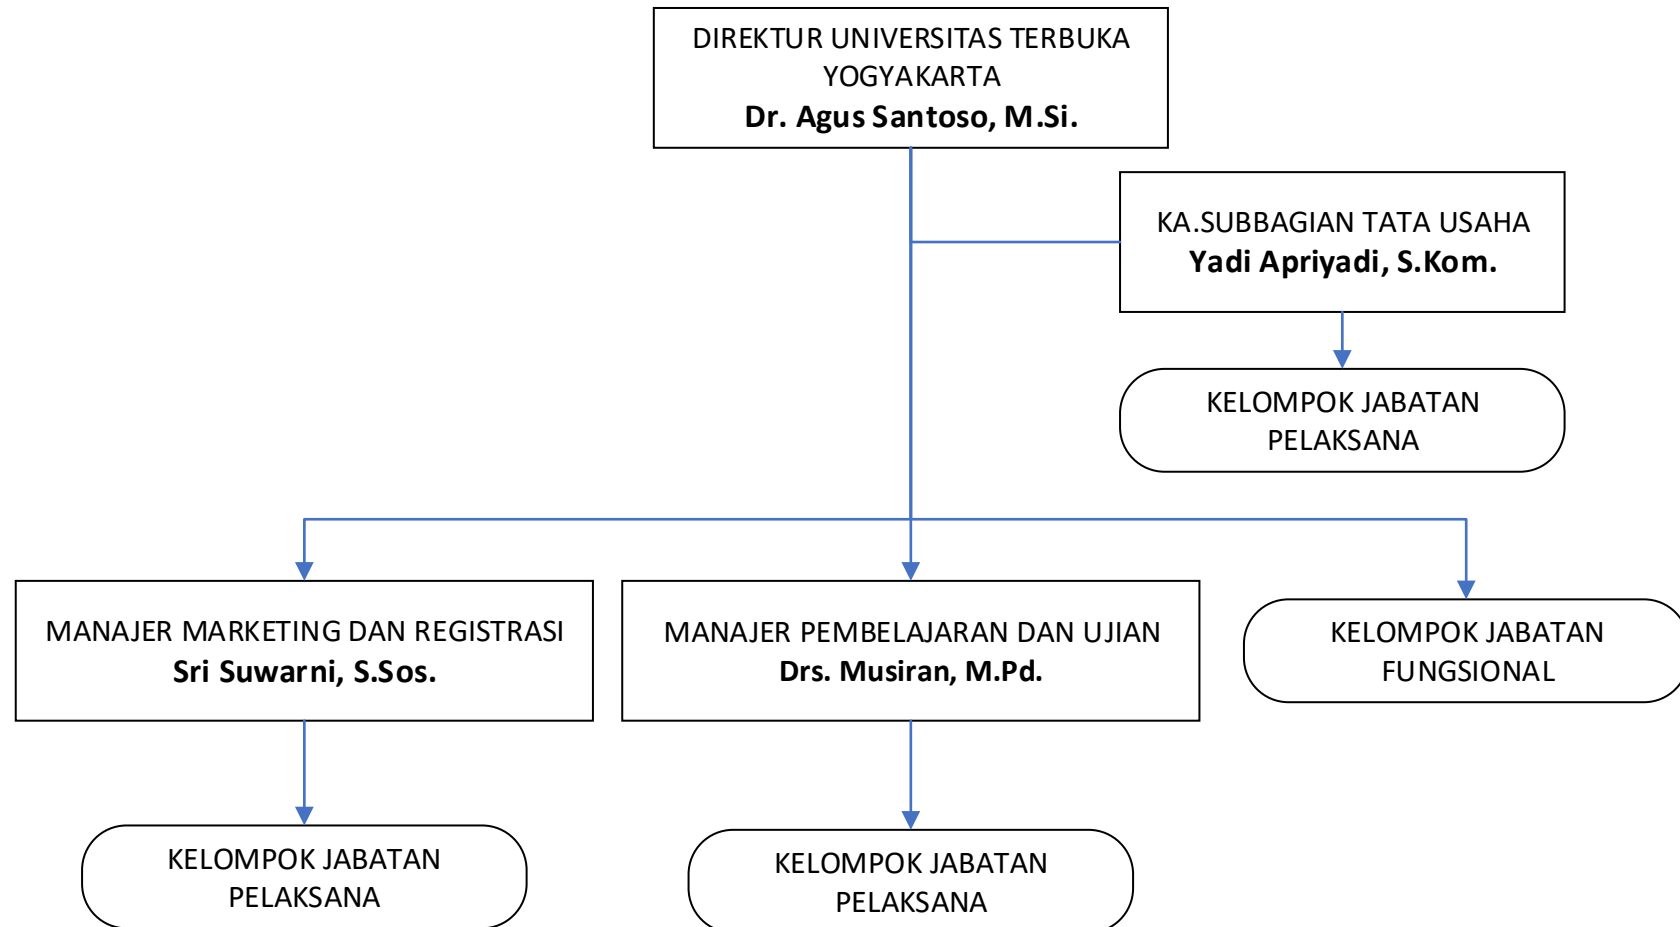 DIREKTUR UNIVERSITAS TERBUKA
YOGYAKARTA
Dr. Agus Santoso, M.Si.
KA.SUBBAGIAN TATA USAHA
Yadi Apriyadi, S.Kom.
KELOMPOK JABATAN
PELAKSANA
MANAJER MARKETING DAN REGISTRASI
Sri Suwarni, S.Sos.
MANAJER PEMBELAJARAN DAN UJIAN
Drs. Musiran, M.Pd.
KELOMPOK JABATAN
FUNGSIONAL
KELOMPOK JABATAN
PELAKSANA
KELOMPOK JABATAN
PELAKSANA